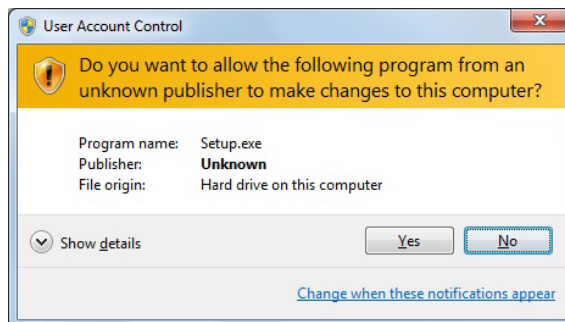 User Account Control
Do you want to allow the following program from an
unknown publisher to make changes to this computer?
Program name: Setup.exe
Publisher: Unknown
File origin: Hard drive on this computer
Show details
Yes
No
Change when these notifications appear